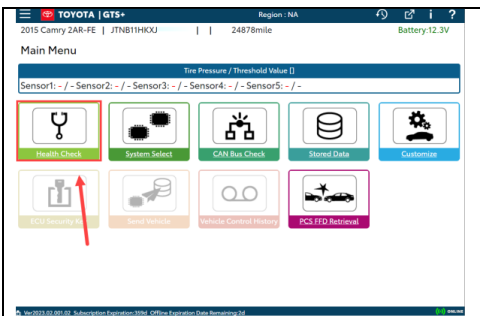 TOYOTA | GTS+ Region : NA i ?
2015 Camry 2AR-FE | JTNB11HKXJ | | 24878mile Battery:12.3V
Main Menu
Tire Pressure / Threshold Value []
Sensor1: - / - Sensor2: - / - Sensor3: - / - Sensor4: - / - Sensor5: - / -
Health Check System Select CAN Bus Check Stored Data Customize
ECU Security Key Send Vehicle Vehicle Control History PCS FFD Retrieval
Ver2023.02.001.02 Subscription Expiration:359d Offline Expiration Date Remaining:2d ONLINE